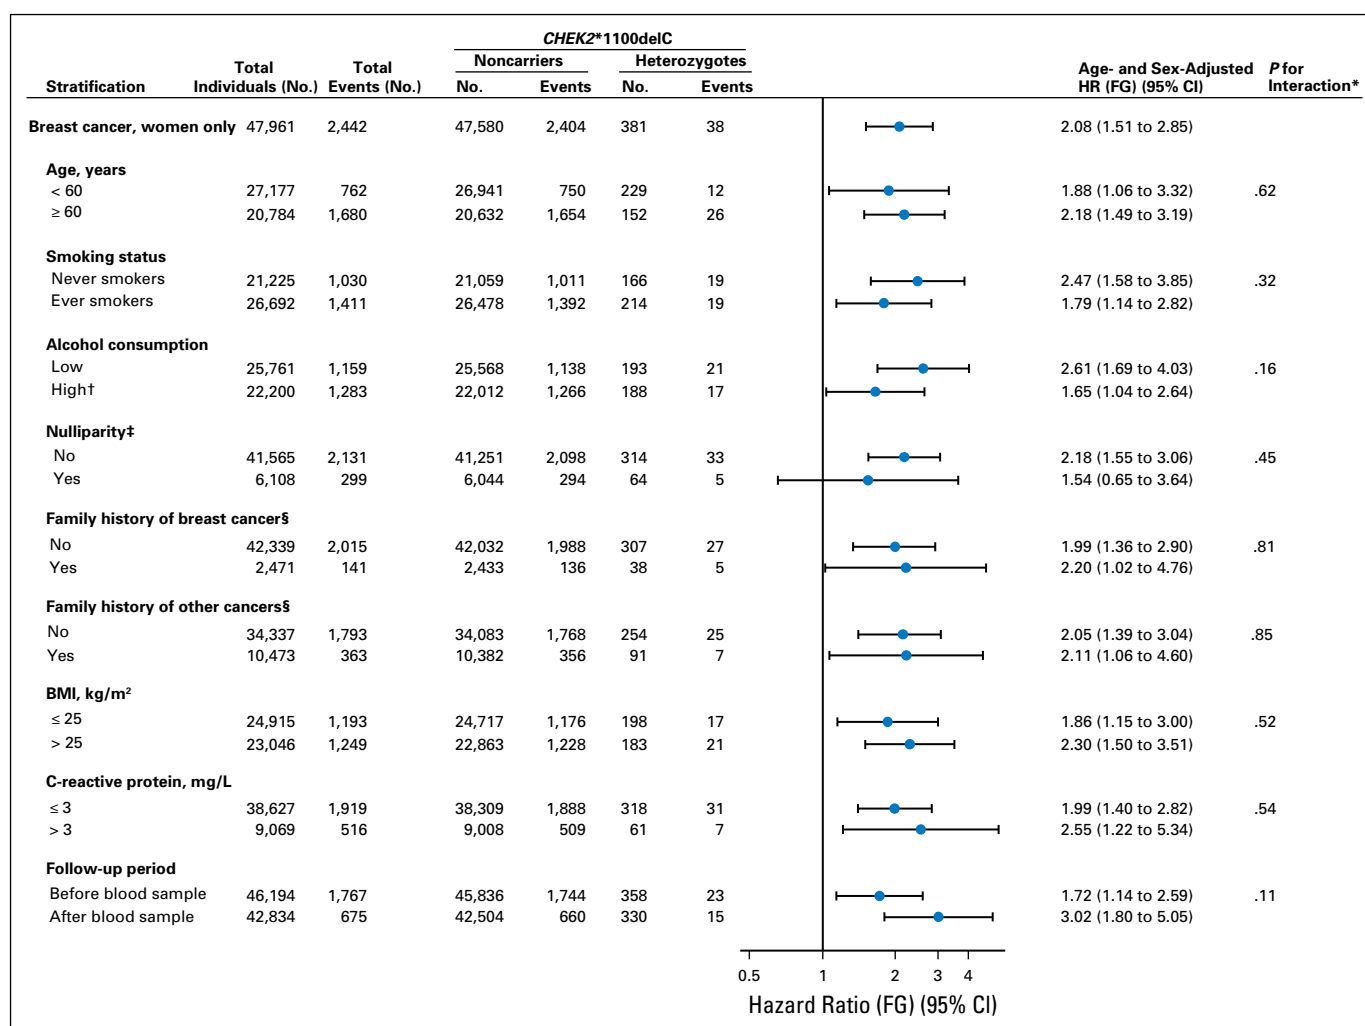 CHEK2*1100delC
Noncarriers Heterozygotes
Total Total Age- and Sex-Adjusted P for
Stratification Individuals (No.) Events (No.) No. Events No. Events HR (FG) (95% CI) Interaction*
Breast cancer, women only 47,961 2,442 47,580 2,404 381 38 2.08 (1.51 to 2.85)
Age, years
< 60 27,177 762 26,941 750 229 12 1.88 (1.06 to 3.32) .62
≥ 60 20,784 1,680 20,632 1,654 152 26 2.18 (1.49 to 3.19)
Smoking status
Never smokers 21,225 1,030 21,059 1,011 166 19 2.47 (1.58 to 3.85) .32
Ever smokers 26,692 1,411 26,478 1,392 214 19 1.79 (1.14 to 2.82)
Alcohol consumption
Low 25,761 1,159 25,568 1,138 193 21 2.61 (1.69 to 4.03) .16
High† 22,200 1,283 22,012 1,266 188 17 1.65 (1.04 to 2.64)
Nulliparity‡
No 41,565 2,131 41,251 2,098 314 33 2.18 (1.55 to 3.06) .45
Yes 6,108 299 6,044 294 64 5 1.54 (0.65 to 3.64)
Family history of breast cancer§
No 42,339 2,015 42,032 1,988 307 27 1.99 (1.36 to 2.90) .81
Yes 2,471 141 2,433 136 38 5 2.20 (1.02 to 4.76)
Family history of other cancers§
No 34,337 1,793 34,083 1,768 254 25 2.05 (1.39 to 3.04) .85
Yes 10,473 363 10,382 356 91 7 2.11 (1.06 to 4.60)
BMI, kg/m²
≤ 25 24,915 1,193 24,717 1,176 198 17 1.86 (1.15 to 3.00) .52
> 25 23,046 1,249 22,863 1,228 183 21 2.30 (1.50 to 3.51)
C-reactive protein, mg/L
≤ 3 38,627 1,919 38,309 1,888 318 31 1.99 (1.40 to 2.82) .54
> 3 9,069 516 9,008 509 61 7 2.55 (1.22 to 5.34)
Follow-up period
Before blood sample 46,194 1,767 45,836 1,744 358 23 1.72 (1.14 to 2.59) .11
After blood sample 42,834 675 42,504 660 330 15 3.02 (1.80 to 5.05)
0.5 1 2 3 4
Hazard Ratio (FG) (95% CI)